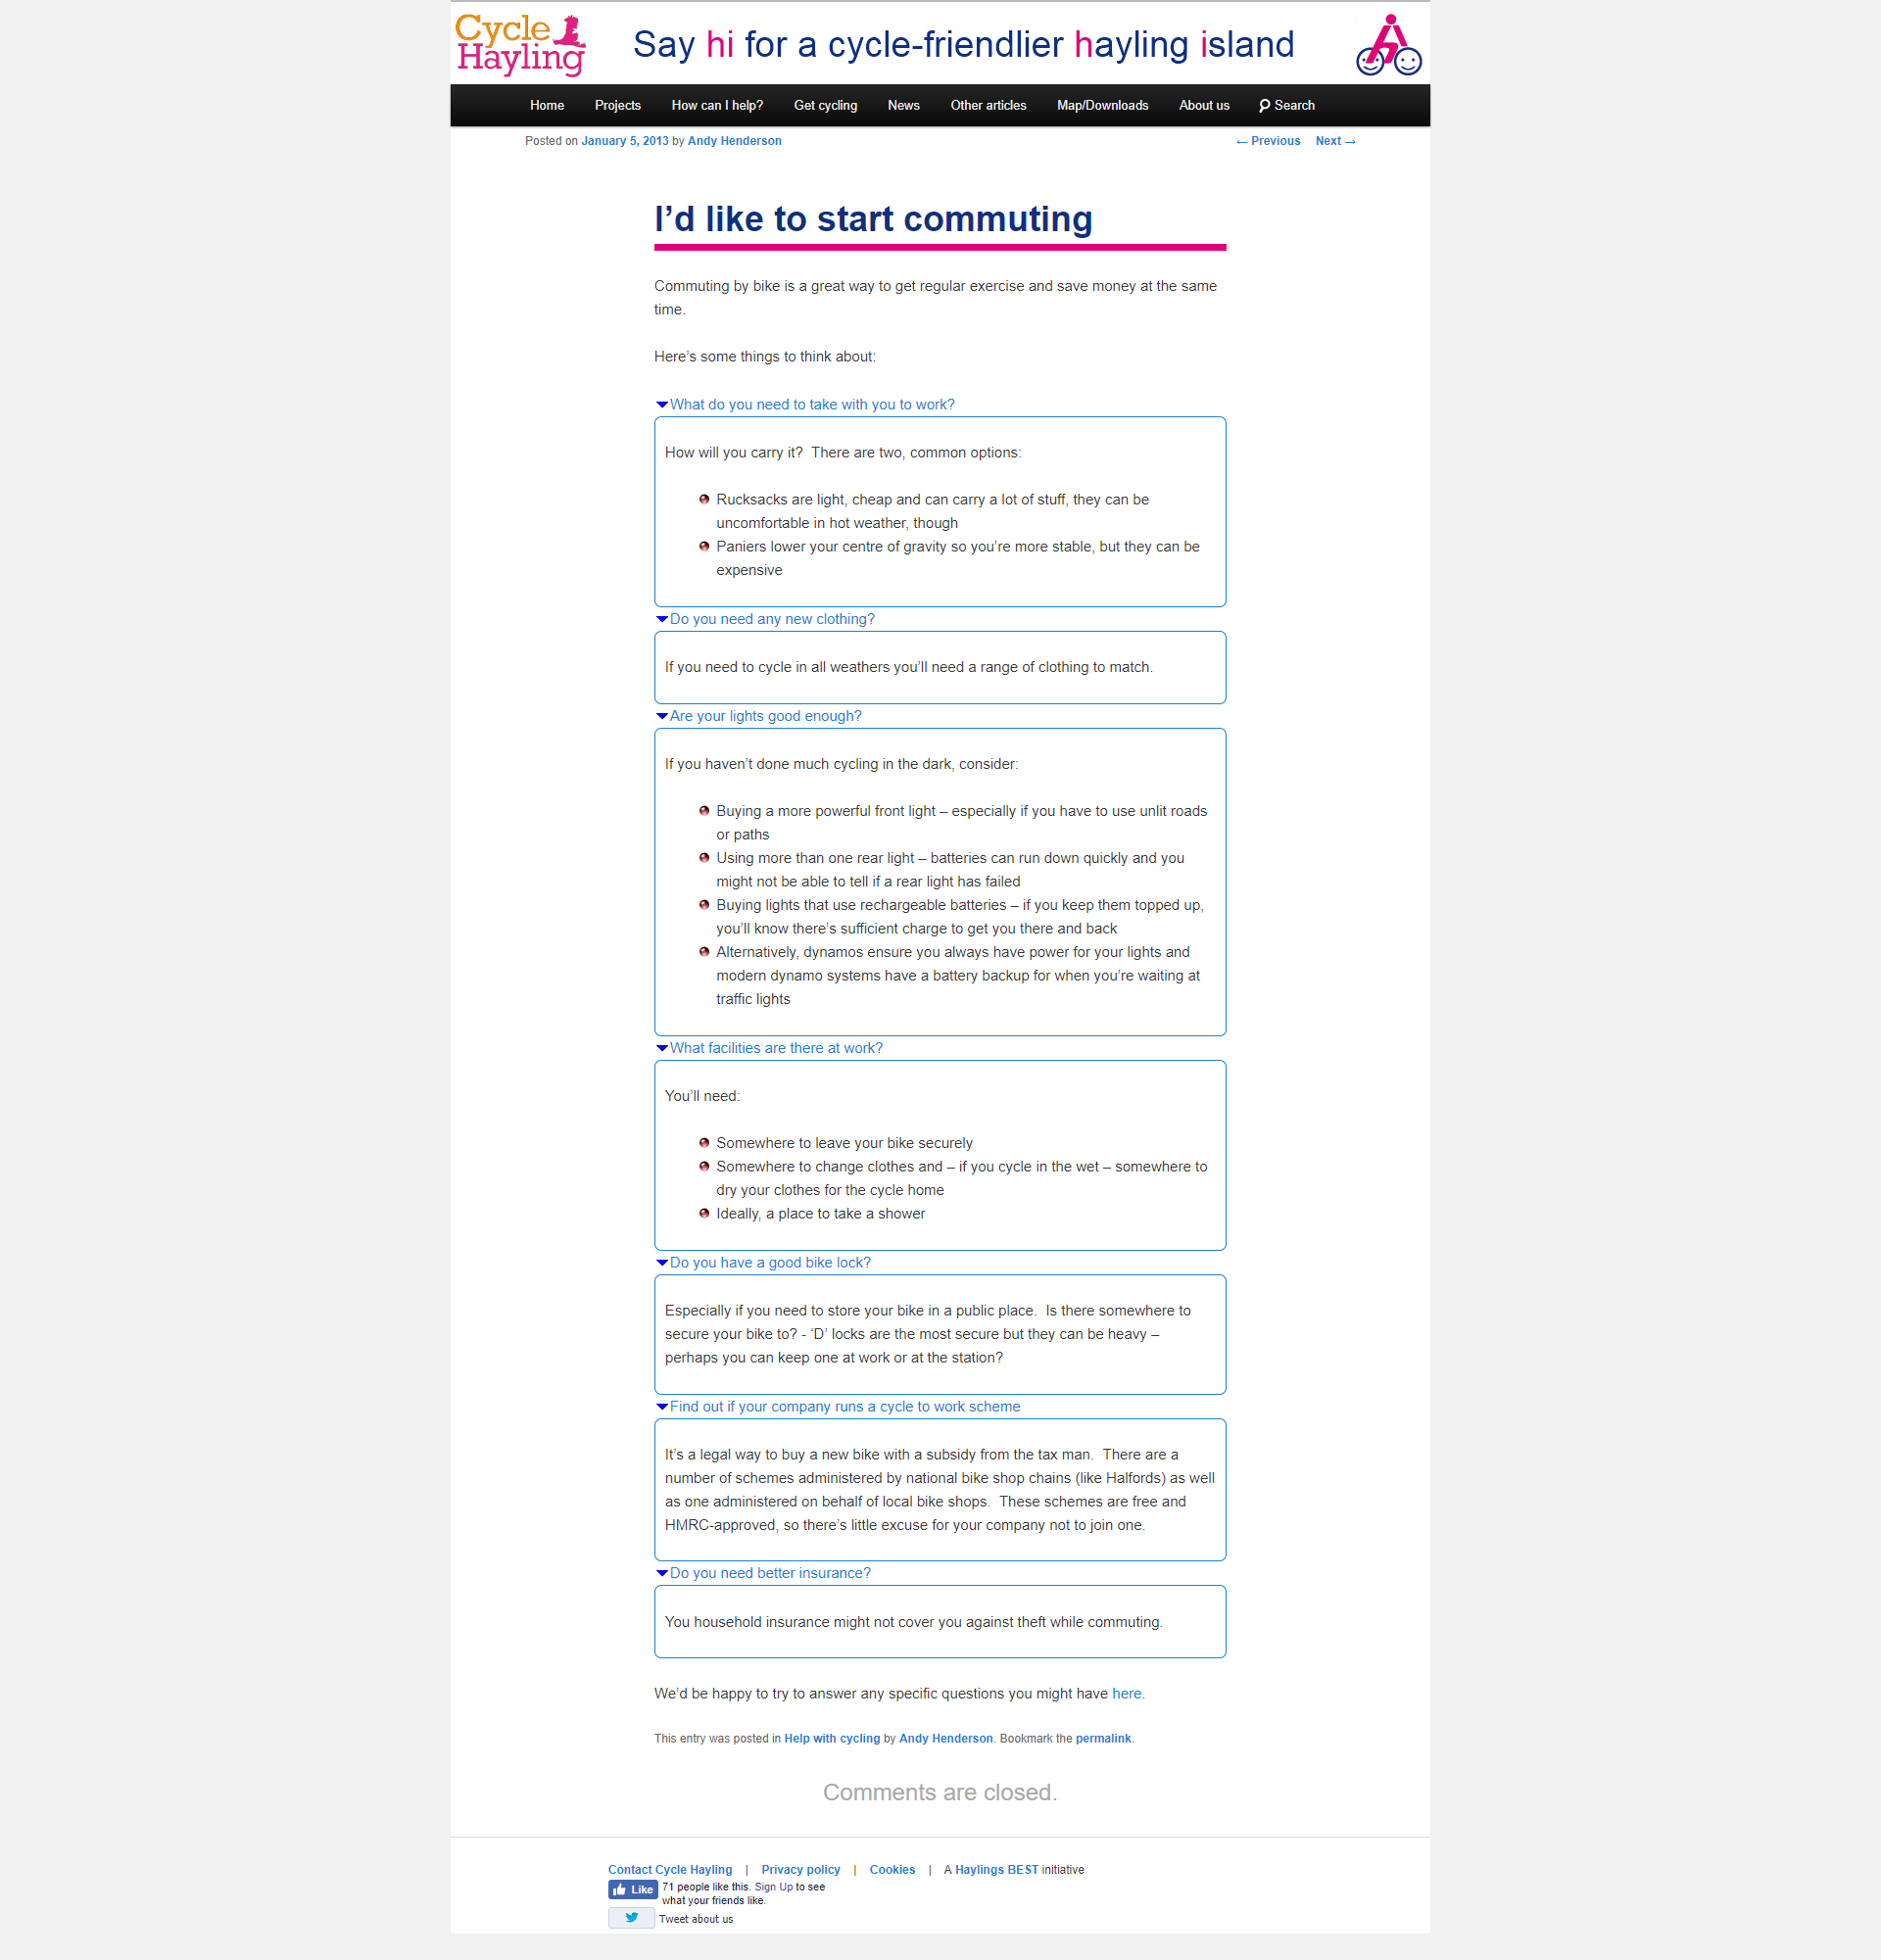 Cycle
Hayling
Say hi for a cycle-friendlier hayling island
Home Projects How can I help? Get cycling News Other articles Map/Downloads About us Search
Posted on January 5, 2013 by Andy Henderson ← Previous Next →
I’d like to start commuting
Commuting by bike is a great way to get regular exercise and save money at the same
time.
Here’s some things to think about:
What do you need to take with you to work?
How will you carry it?  There are two, common options:
Rucksacks are light, cheap and can carry a lot of stuff, they can be
uncomfortable in hot weather, though
Paniers lower your centre of gravity so you’re more stable, but they can be
expensive
Do you need any new clothing?
If you need to cycle in all weathers you’ll need a range of clothing to match.
Are your lights good enough?
If you haven’t done much cycling in the dark, consider:
Buying a more powerful front light – especially if you have to use unlit roads
or paths
Using more than one rear light – batteries can run down quickly and you
might not be able to tell if a rear light has failed
Buying lights that use rechargeable batteries – if you keep them topped up,
you’ll know there’s sufficient charge to get you there and back
Alternatively, dynamos ensure you always have power for your lights and
modern dynamo systems have a battery backup for when you’re waiting at
traffic lights
What facilities are there at work?
You’ll need:
Somewhere to leave your bike securely
Somewhere to change clothes and – if you cycle in the wet – somewhere to
dry your clothes for the cycle home
Ideally, a place to take a shower
Do you have a good bike lock?
Especially if you need to store your bike in a public place.  Is there somewhere to
secure your bike to? - ‘D’ locks are the most secure but they can be heavy –
perhaps you can keep one at work or at the station?
Find out if your company runs a cycle to work scheme
It’s a legal way to buy a new bike with a subsidy from the tax man.  There are a
number of schemes administered by national bike shop chains (like Halfords) as well
as one administered on behalf of local bike shops.  These schemes are free and
HMRC-approved, so there’s little excuse for your company not to join one.
Do you need better insurance?
You household insurance might not cover you against theft while commuting.
We’d be happy to try to answer any specific questions you might have here.
This entry was posted in Help with cycling by Andy Henderson. Bookmark the permalink.
Comments are closed.
Contact Cycle Hayling | Privacy policy | Cookies | A Haylings BEST initiative
Like 71 people like this. Sign Up to see
what your friends like.
Tweet about us